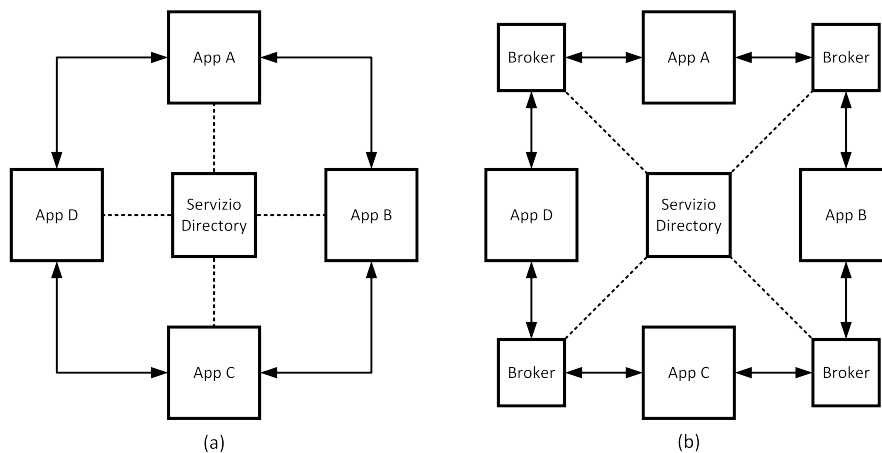 App A
App D
Servizio
Directory
App B
App C
(a)
Broker
App A
Broker
App D
Servizio
Directory
App B
Broker
App C
Broker
(b)